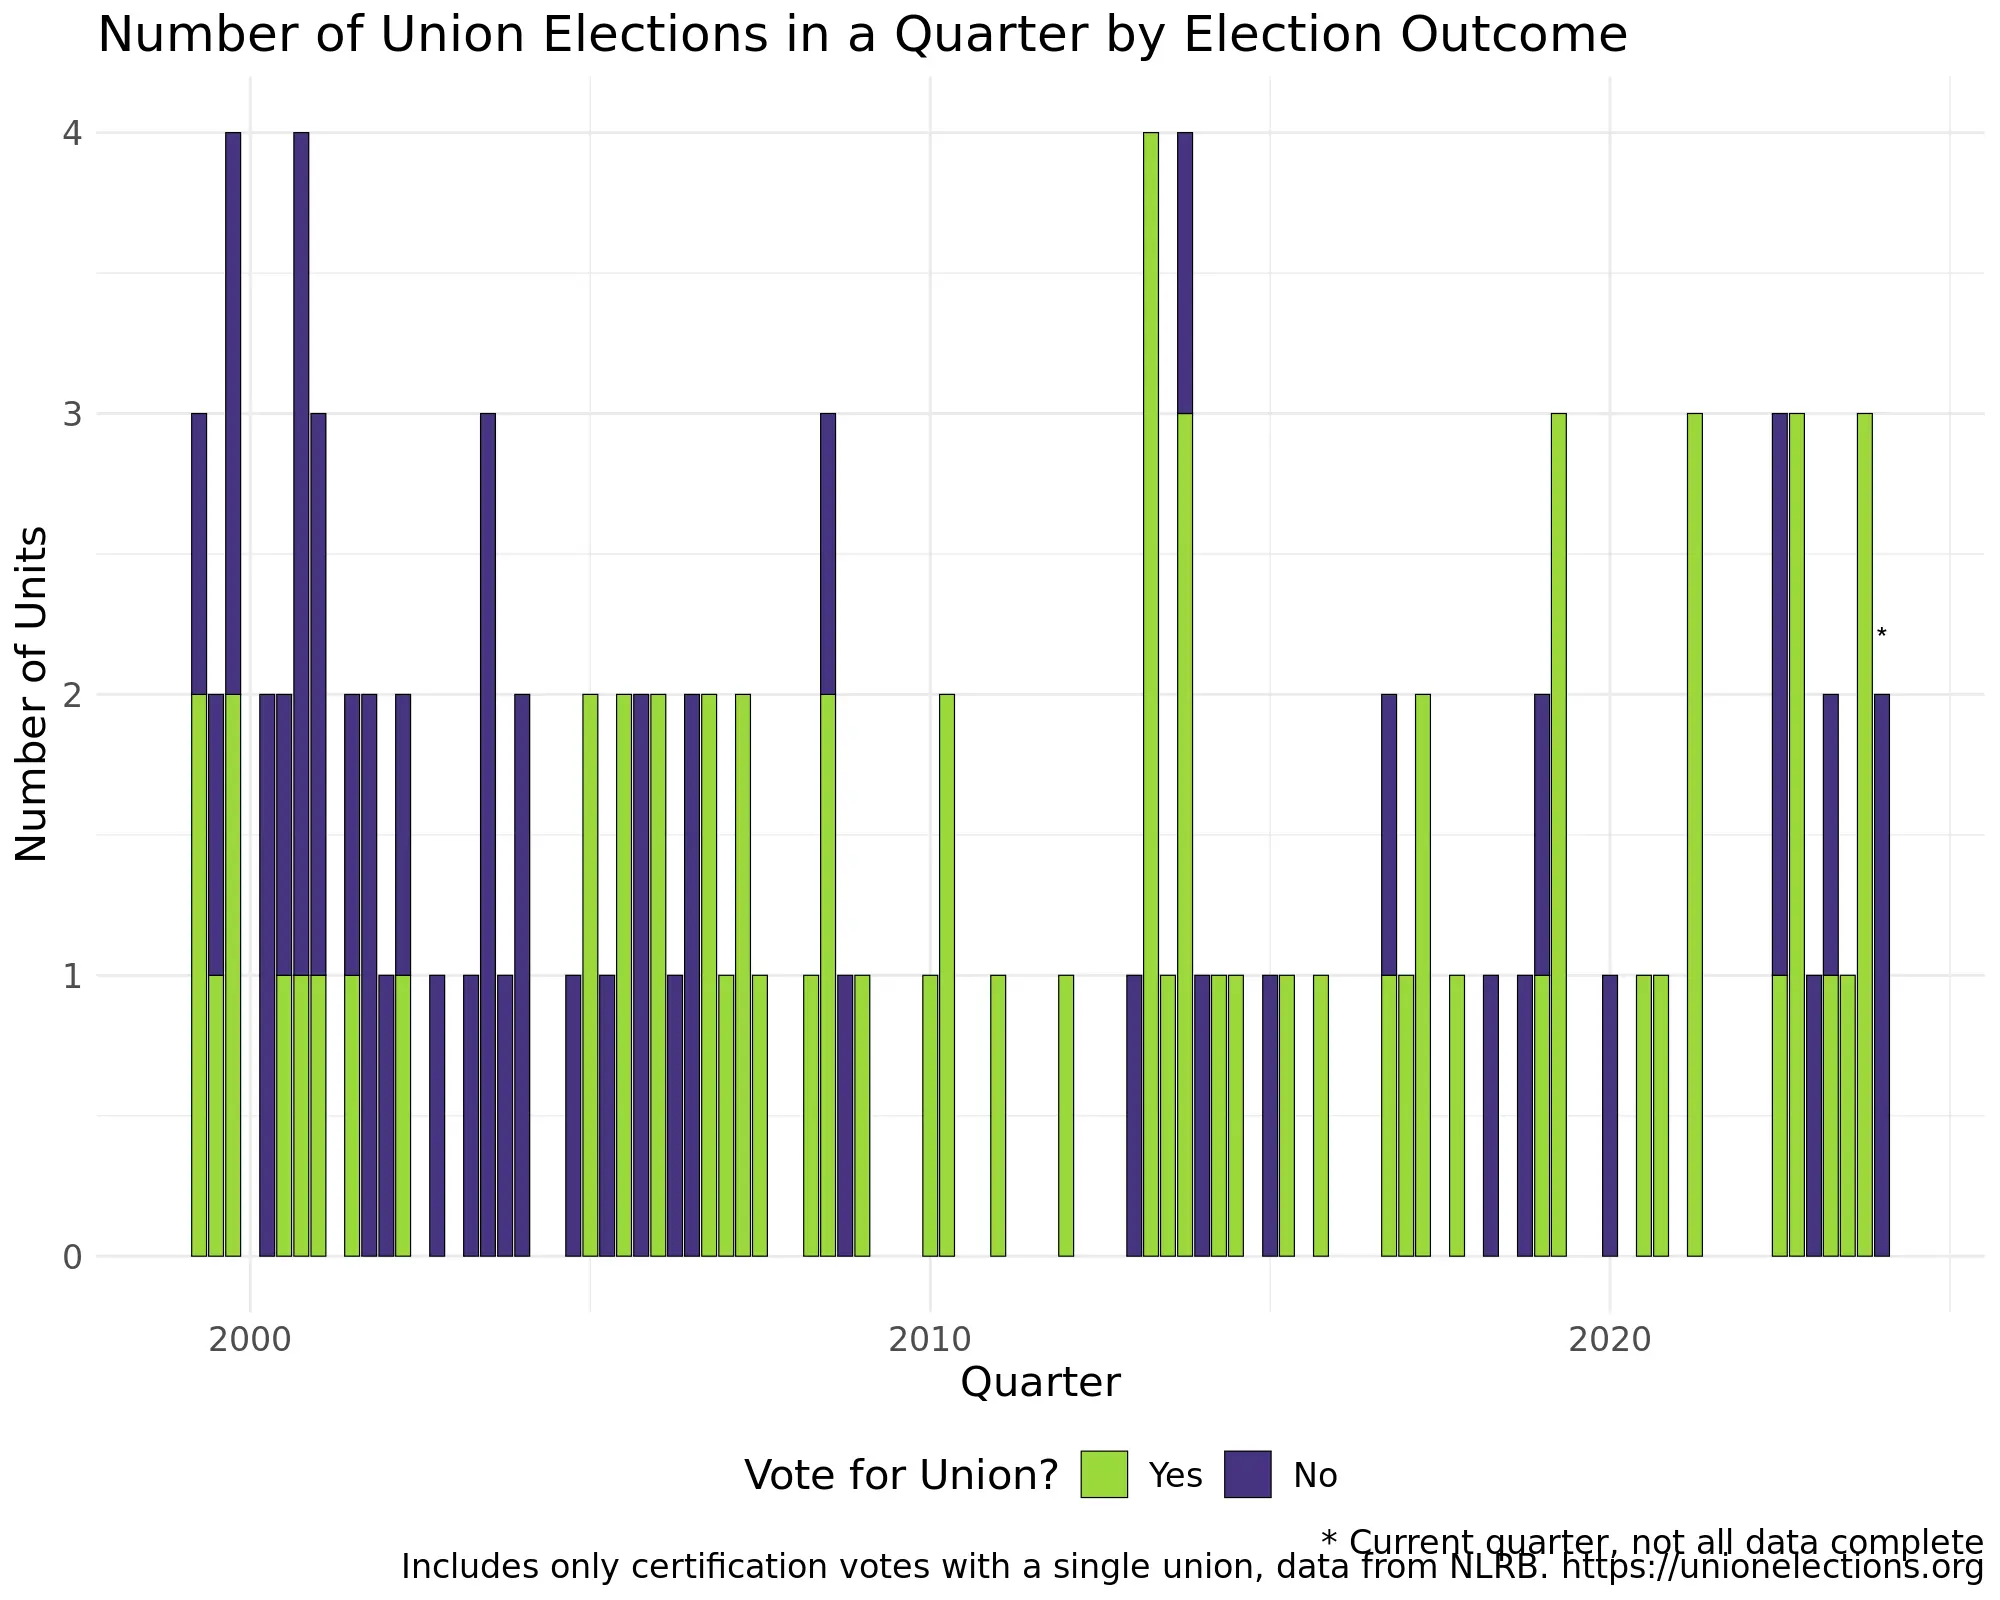 Number of Union Elections in a Quarter by Election Outcome
Number of Units
4
3
2
1
0
*
2000 2010 2020
Quarter
Vote for Union? Yes No
* Current quarter, not all data complete
Includes only certification votes with a single union, data from NLRB. https://unionelections.org